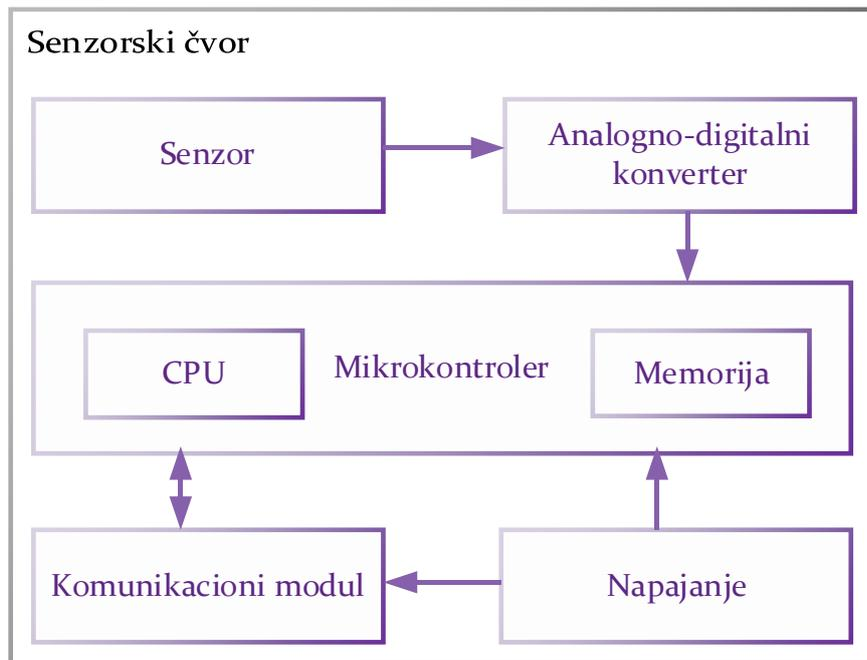 Senzorski čvor
Senzor
Analogno-digitalni
konverter
CPU
Mikrokontroler
Memorija
Komunikacioni modul
Napajanje